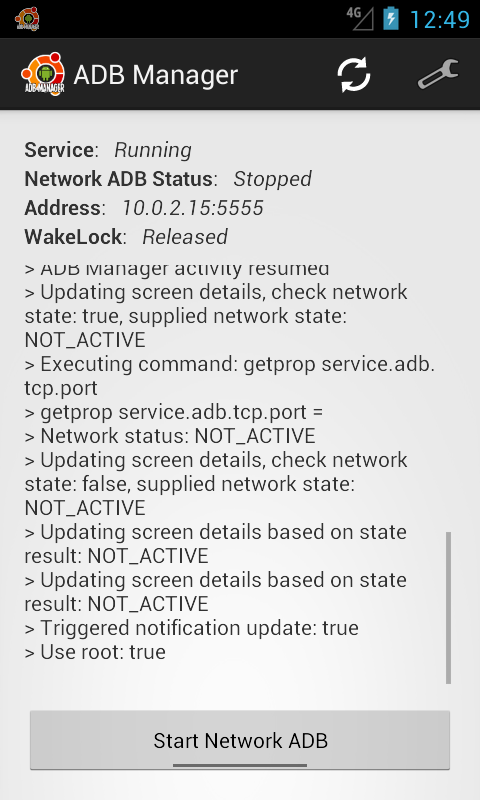 4G 12:49
ADB MANAGER ADB Manager
Service: Running
Network ADB Status: Stopped
Address: 10.0.2.15:5555
WakeLock: Released
> ADB Manager activity resumed
> Updating screen details, check network
state: true, supplied network state:
NOT_ACTIVE
> Executing command: getprop service.adb.
tcp.port
> getprop service.adb.tcp.port =
> Network status: NOT_ACTIVE
> Updating screen details, check network
state: false, supplied network state:
NOT_ACTIVE
> Updating screen details based on state
result: NOT_ACTIVE
> Updating screen details based on state
result: NOT_ACTIVE
> Triggered notification update: true
> Use root: true
Start Network ADB